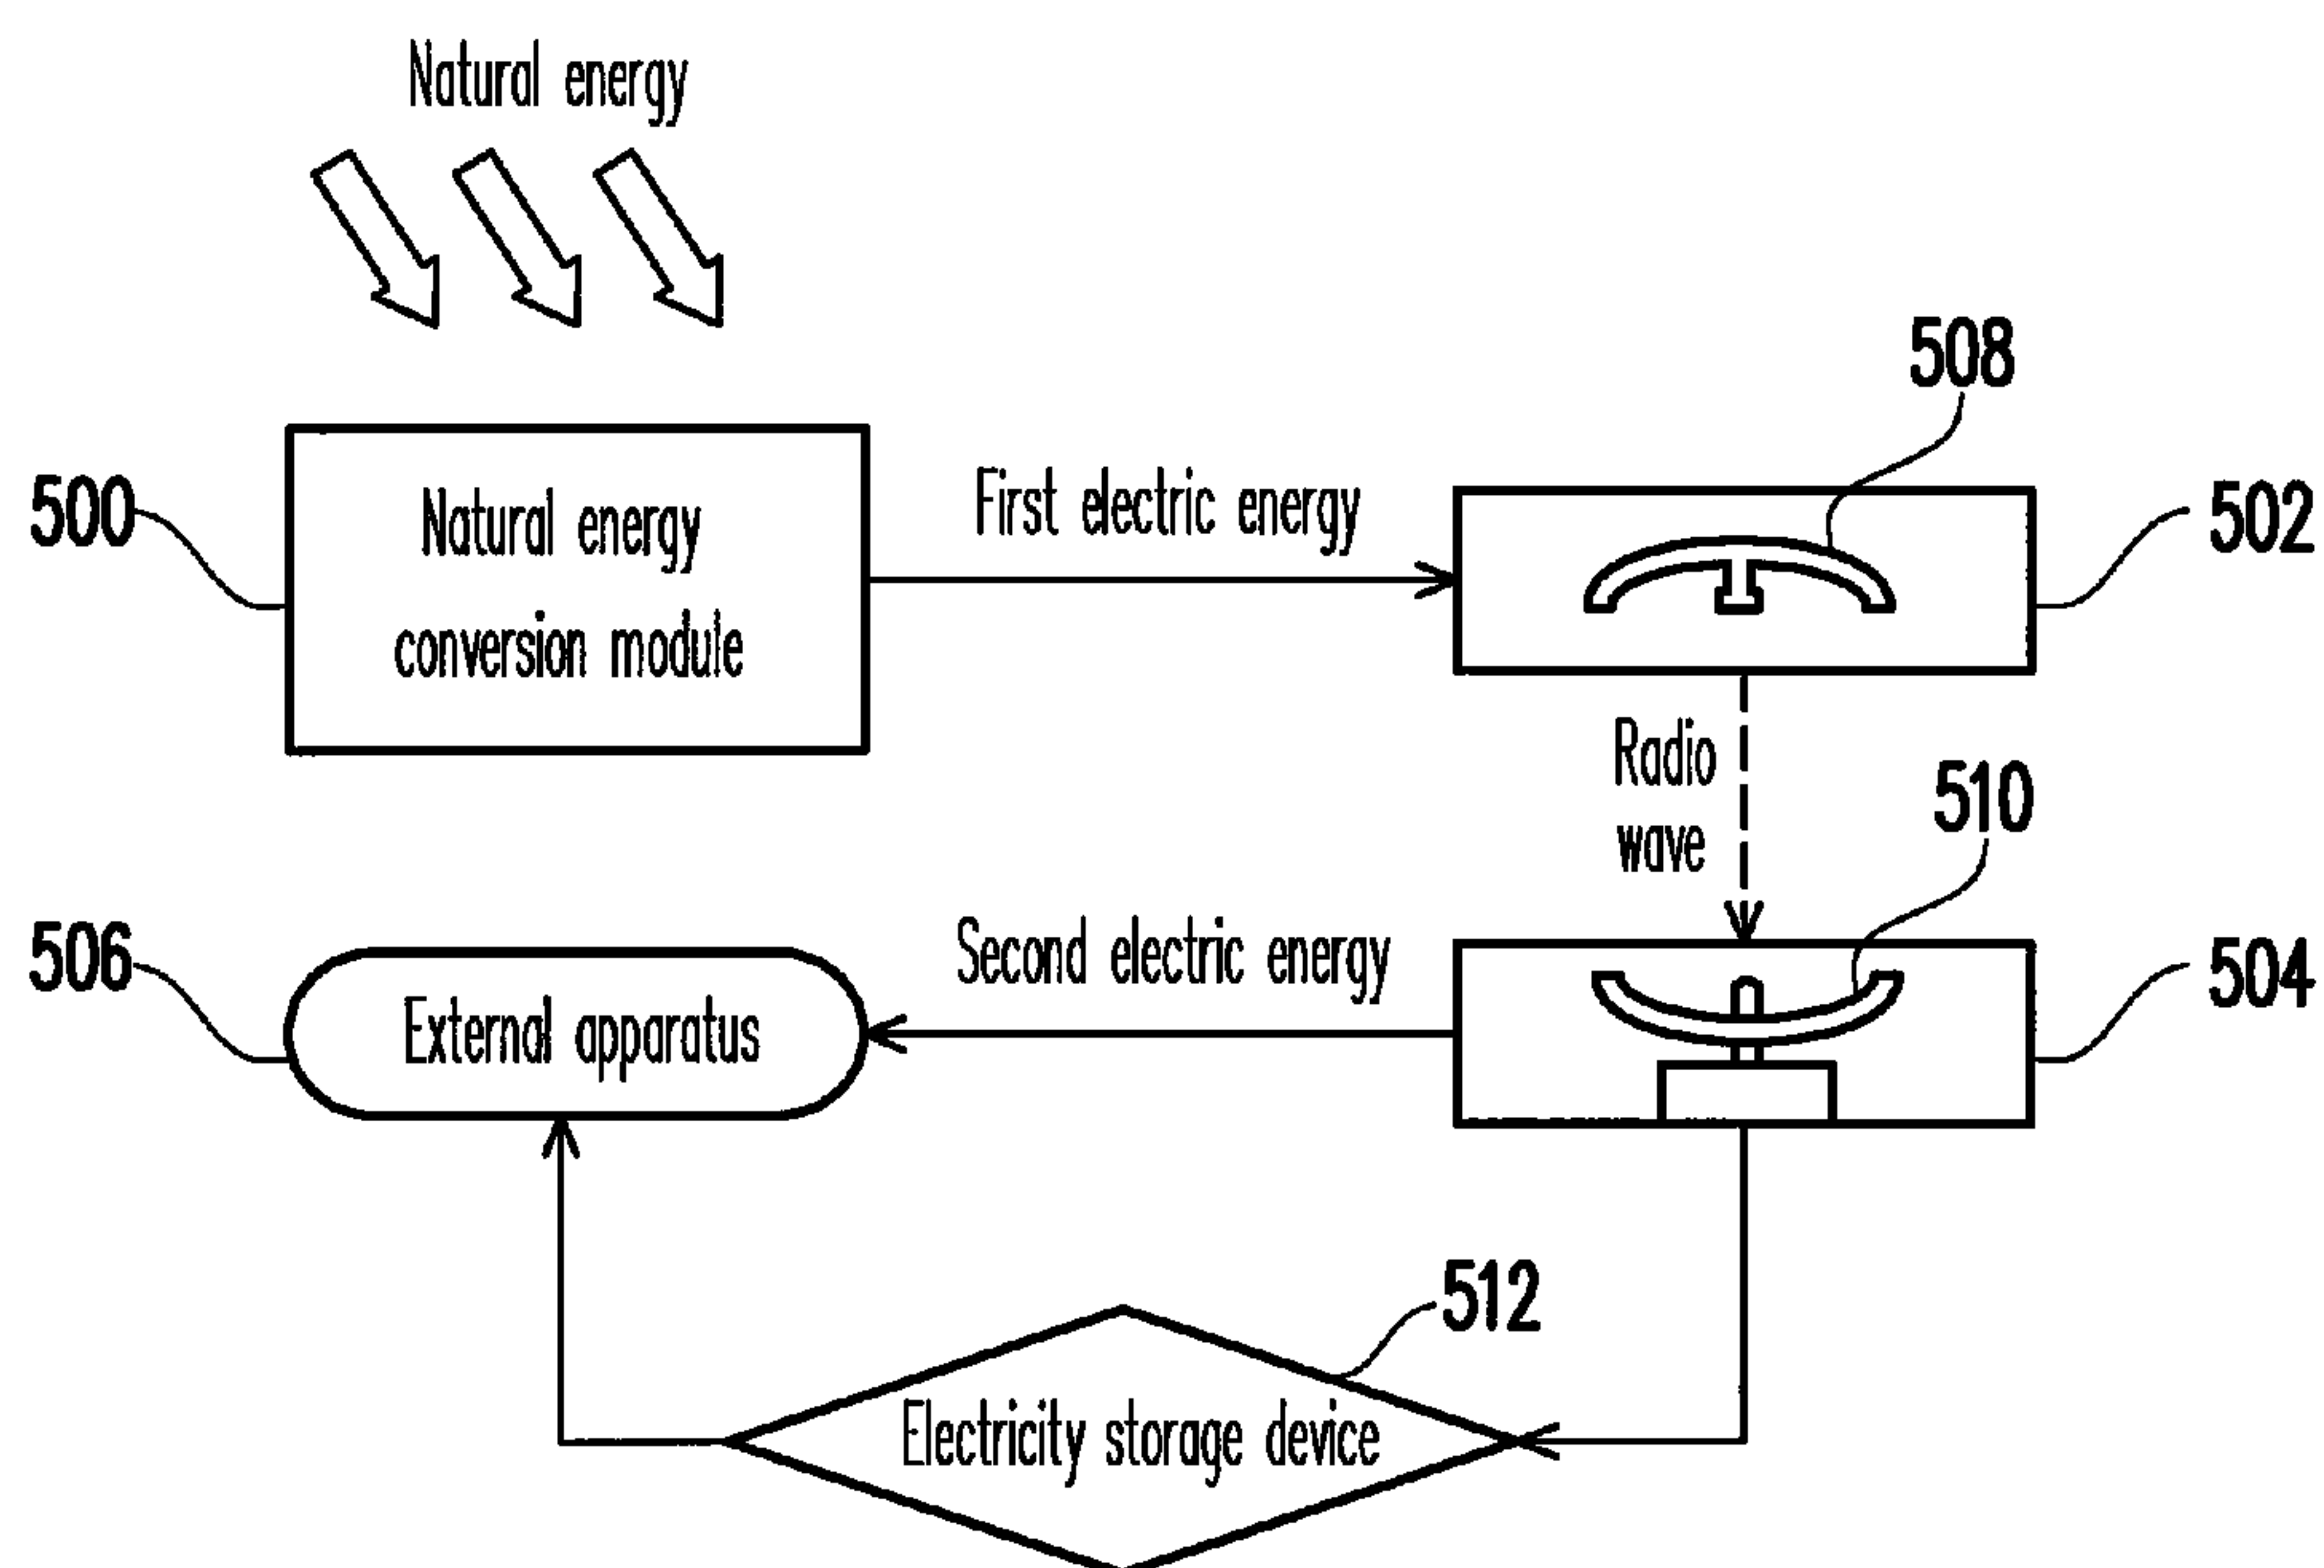 Natural energy
508
500
Natural energy
conversion module
First electric energy
502
Radio
wave
510
506
External apparatus
Second electric energy
504
512
Electricity storage device